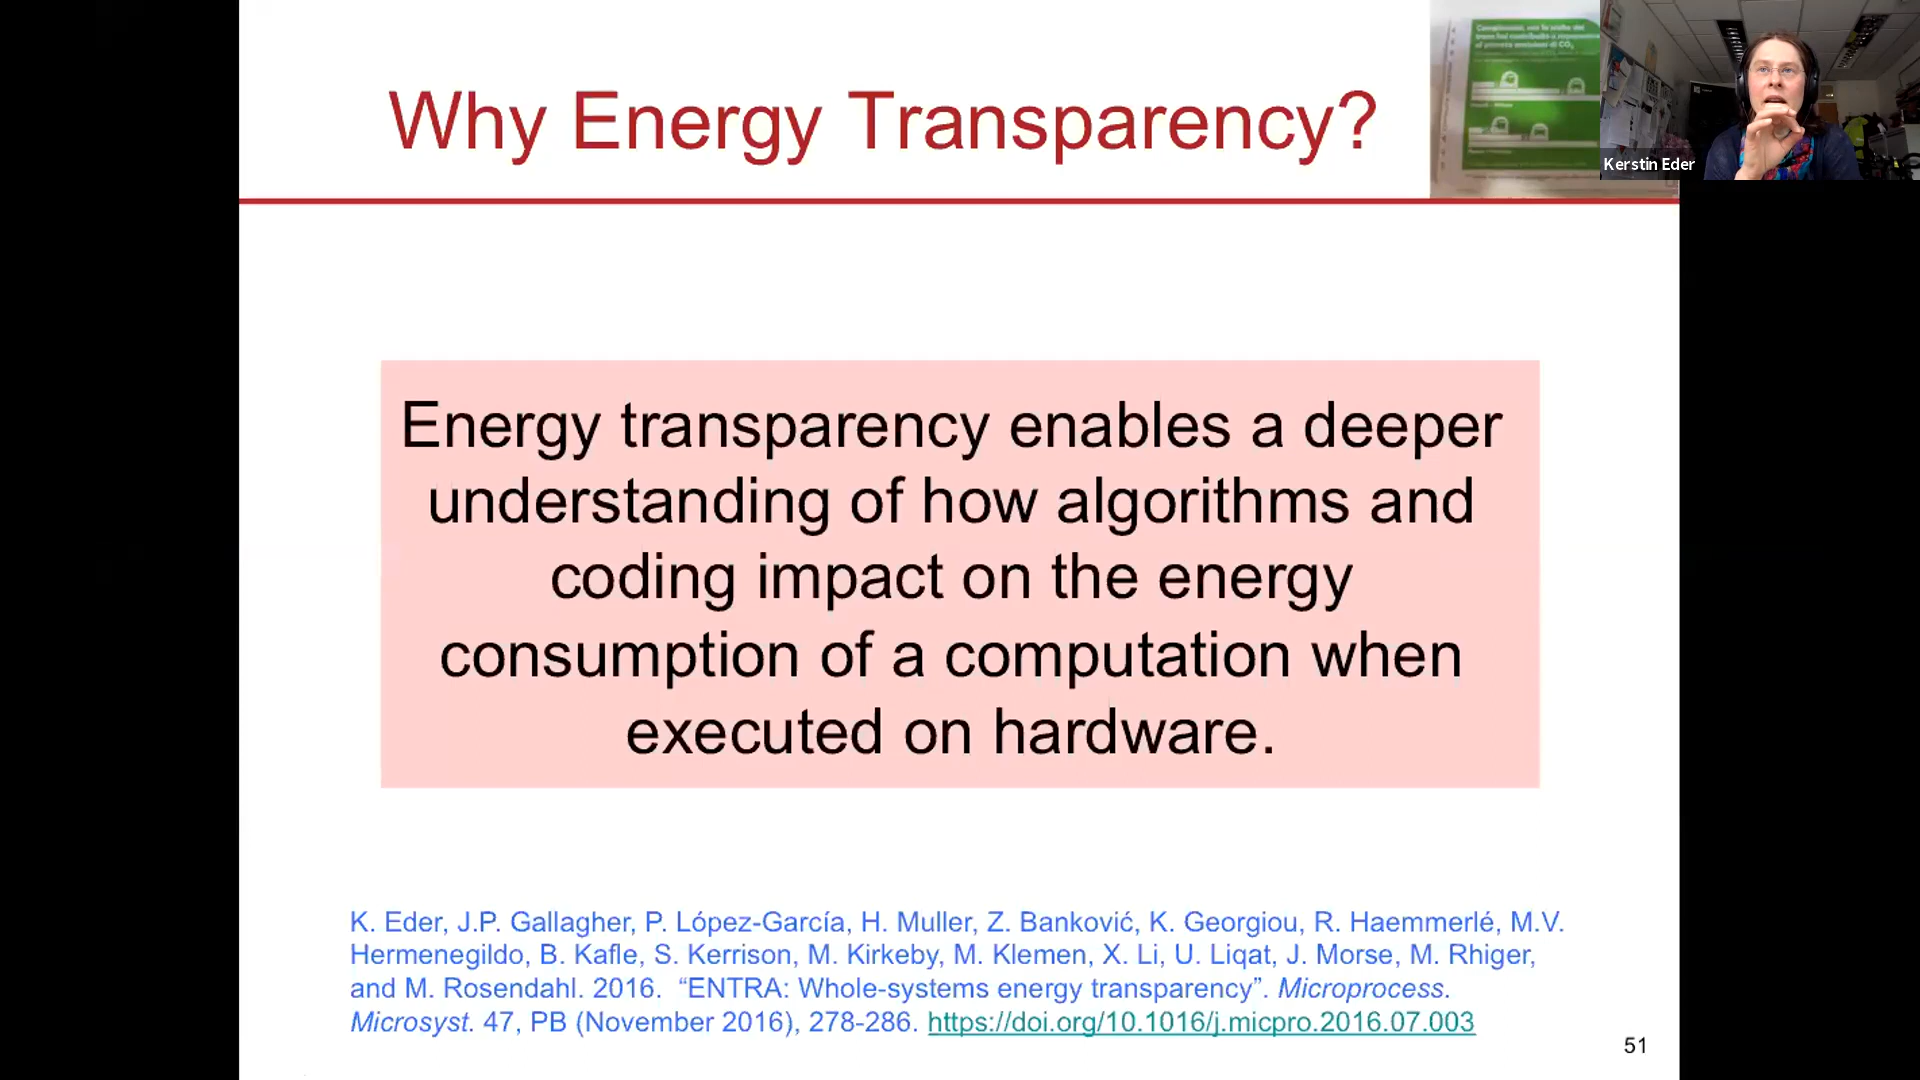 Why Energy Transparency?
Kerstin Eder
Energy transparency enables a deeper
understanding of how algorithms and
coding impact on the energy
consumption of a computation when
executed on hardware.
K. Eder, J.P. Gallagher, P. López-García, H. Muller, Z. Banković, K. Georgiou, R. Haemmerlé, M.V.
Hermenegildo, B. Kafle, S. Kerrison, M. Kirkeby, M. Klemen, X. Li, U. Liqat, J. Morse, M. Rhiger,
and M. Rosendahl. 2016. “ENTRA: Whole-systems energy transparency”. Microprocess.
Microsyst. 47, PB (November 2016), 278-286. https://doi.org/10.1016/j.micpro.2016.07.003
51